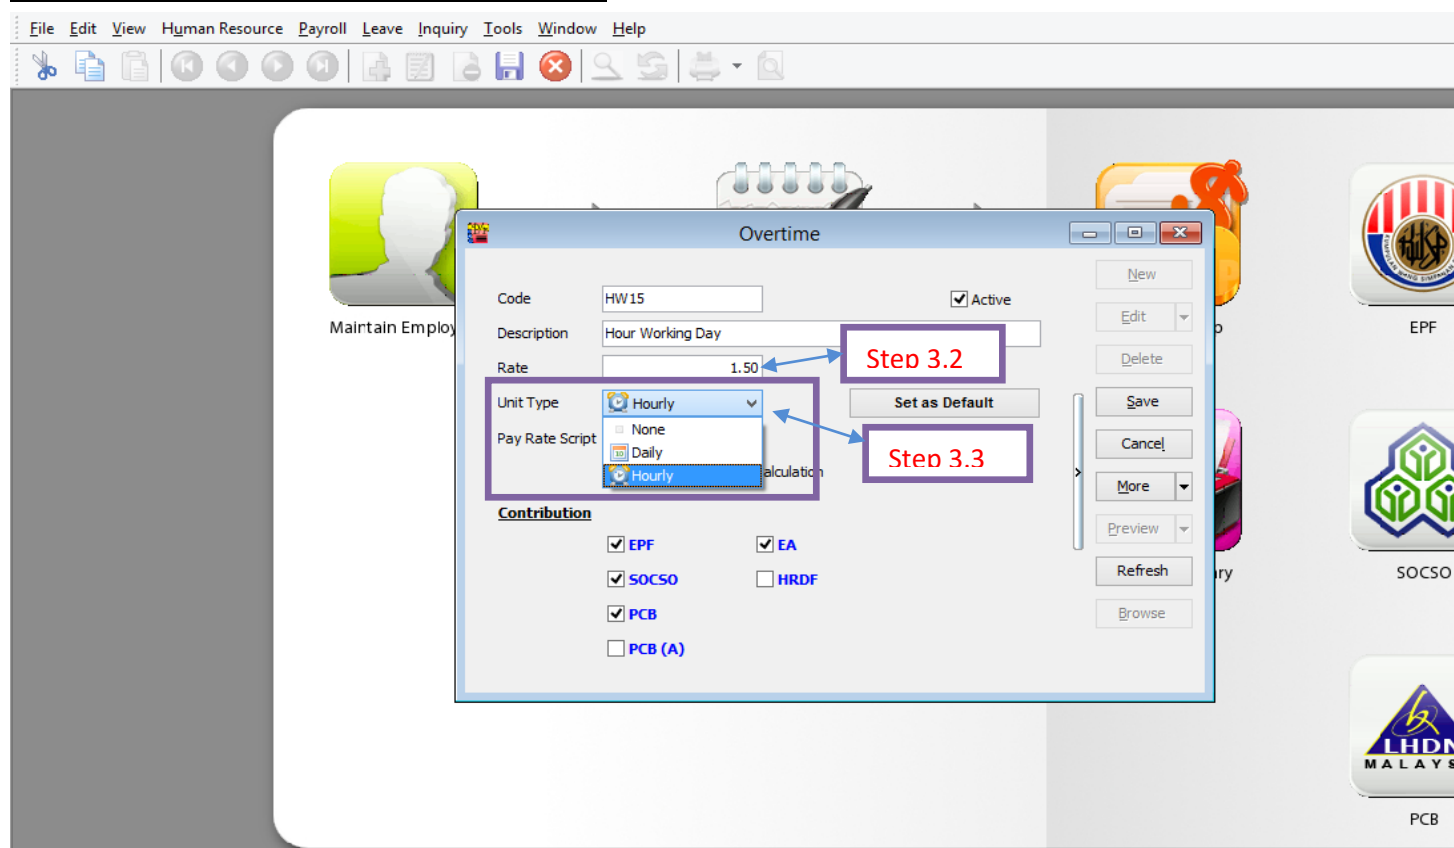 File Edit View Human Resource Payroll Leave Inquiry Tools Window Help
Overtime
New
Code HW15 Active
Edit
Maintain Employ
EPF
Description Hour Working Day
Step 3.2
Delete
Rate 1.50
Unit Type Hourly
Set as Default
Save
None
Pay Rate Script
Daily
Cancel
Step 3.3
Hourly
alculation
More
Contribution
Preview
EPF EA
Refresh
ry
SOCSO
SOCSO HRDF
PCB
Browse
PCB (A)
LHDN
MALAYS
PCB